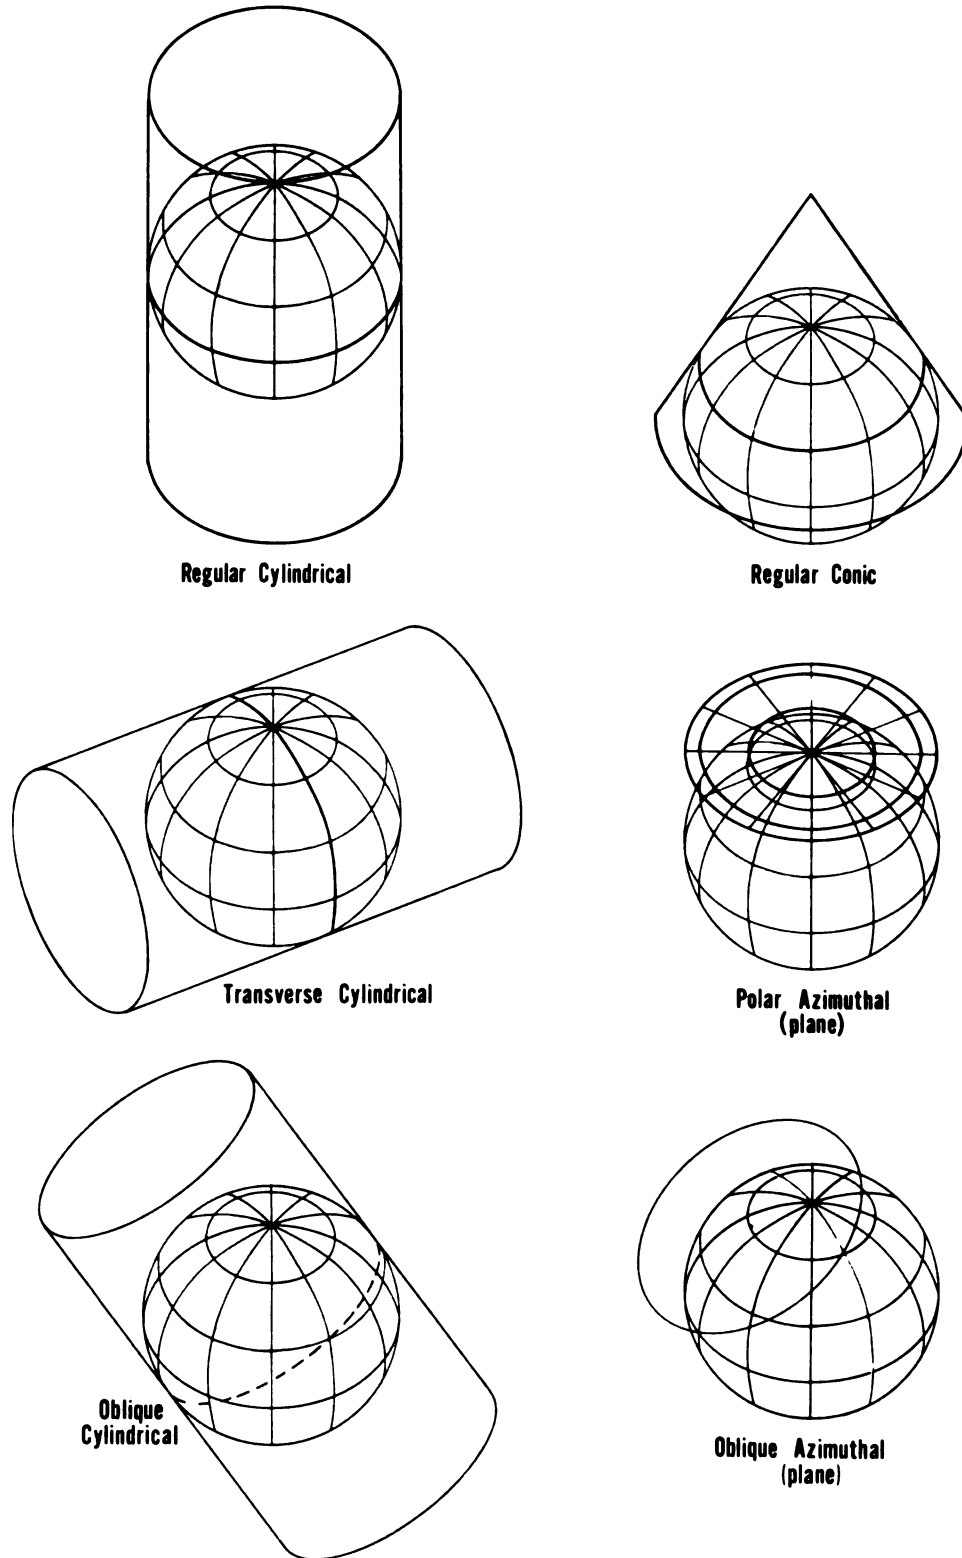 Regular Cylindrical
Regular Conic
Transverse Cylindrical
Polar Azimuthal
(plane)
Oblique
Cylindrical
Oblique Azimuthal
(plane)